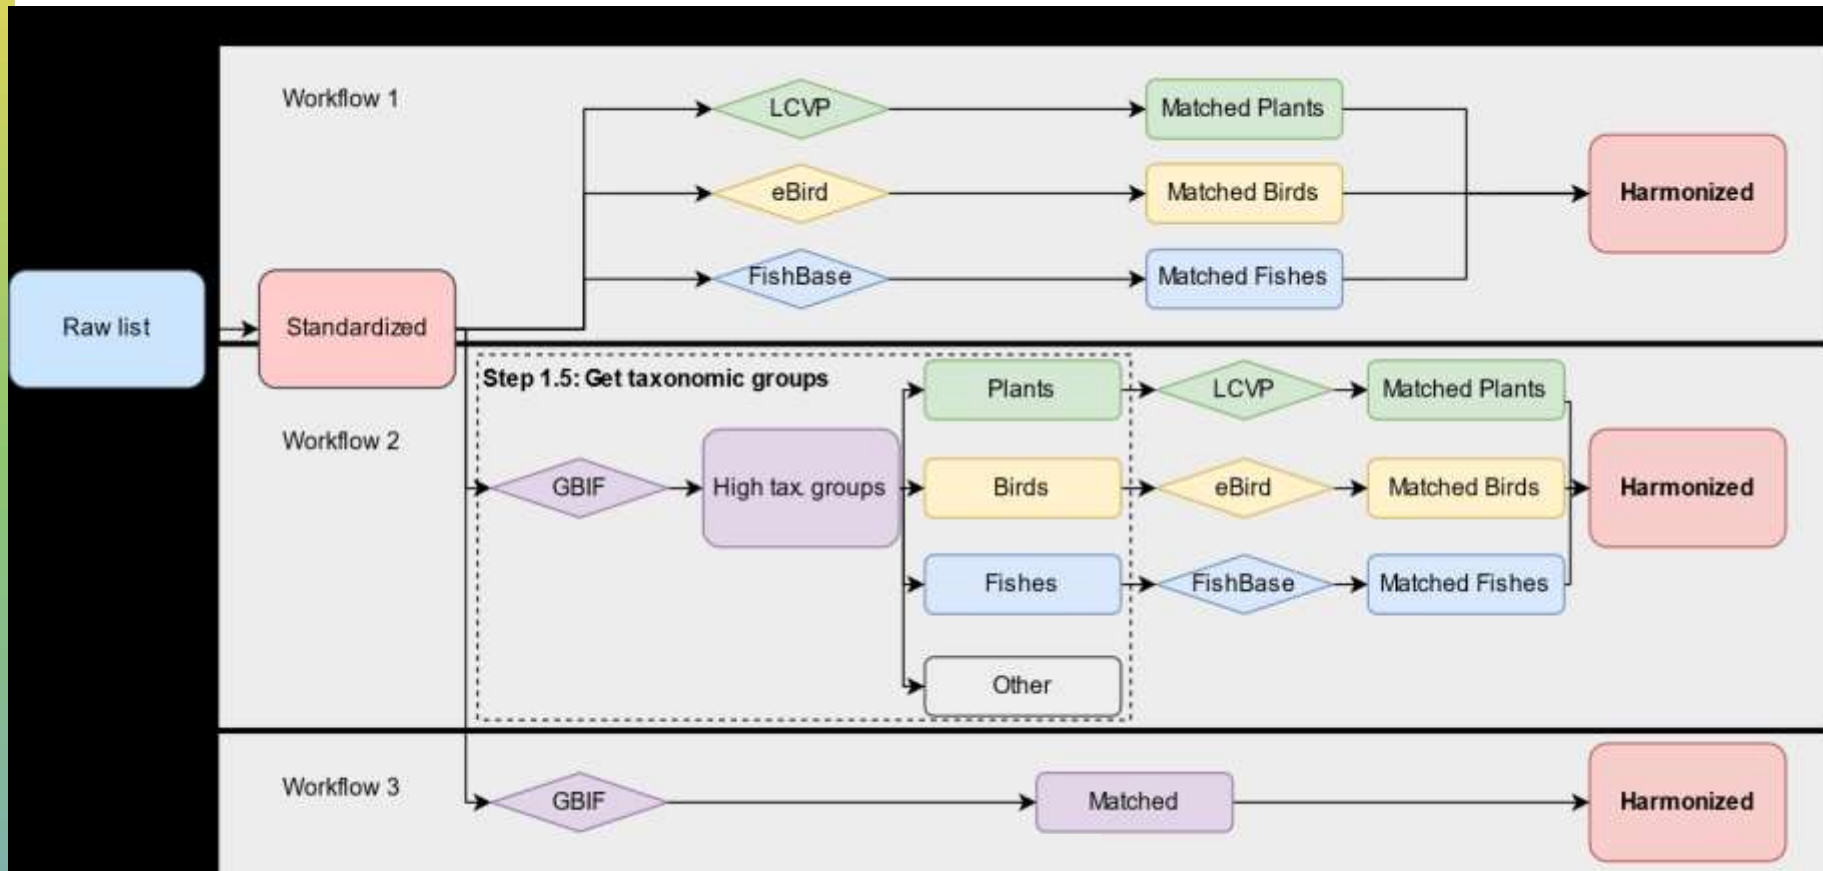 Workflow 1
LCVP
Matched Plants
eBird
Matched Birds
Harmonized
FishBase
Matched Fishes
Raw list
Standardized
Step 1.5: Get taxonomic groups
Plants
LCVP
Matched Plants
Workflow 2
GBIF
High tax. groups
Birds
eBird
Matched Birds
Harmonized
Fishes
FishBase
Matched Fishes
Other
Workflow 3
GBIF
Matched
Harmonized